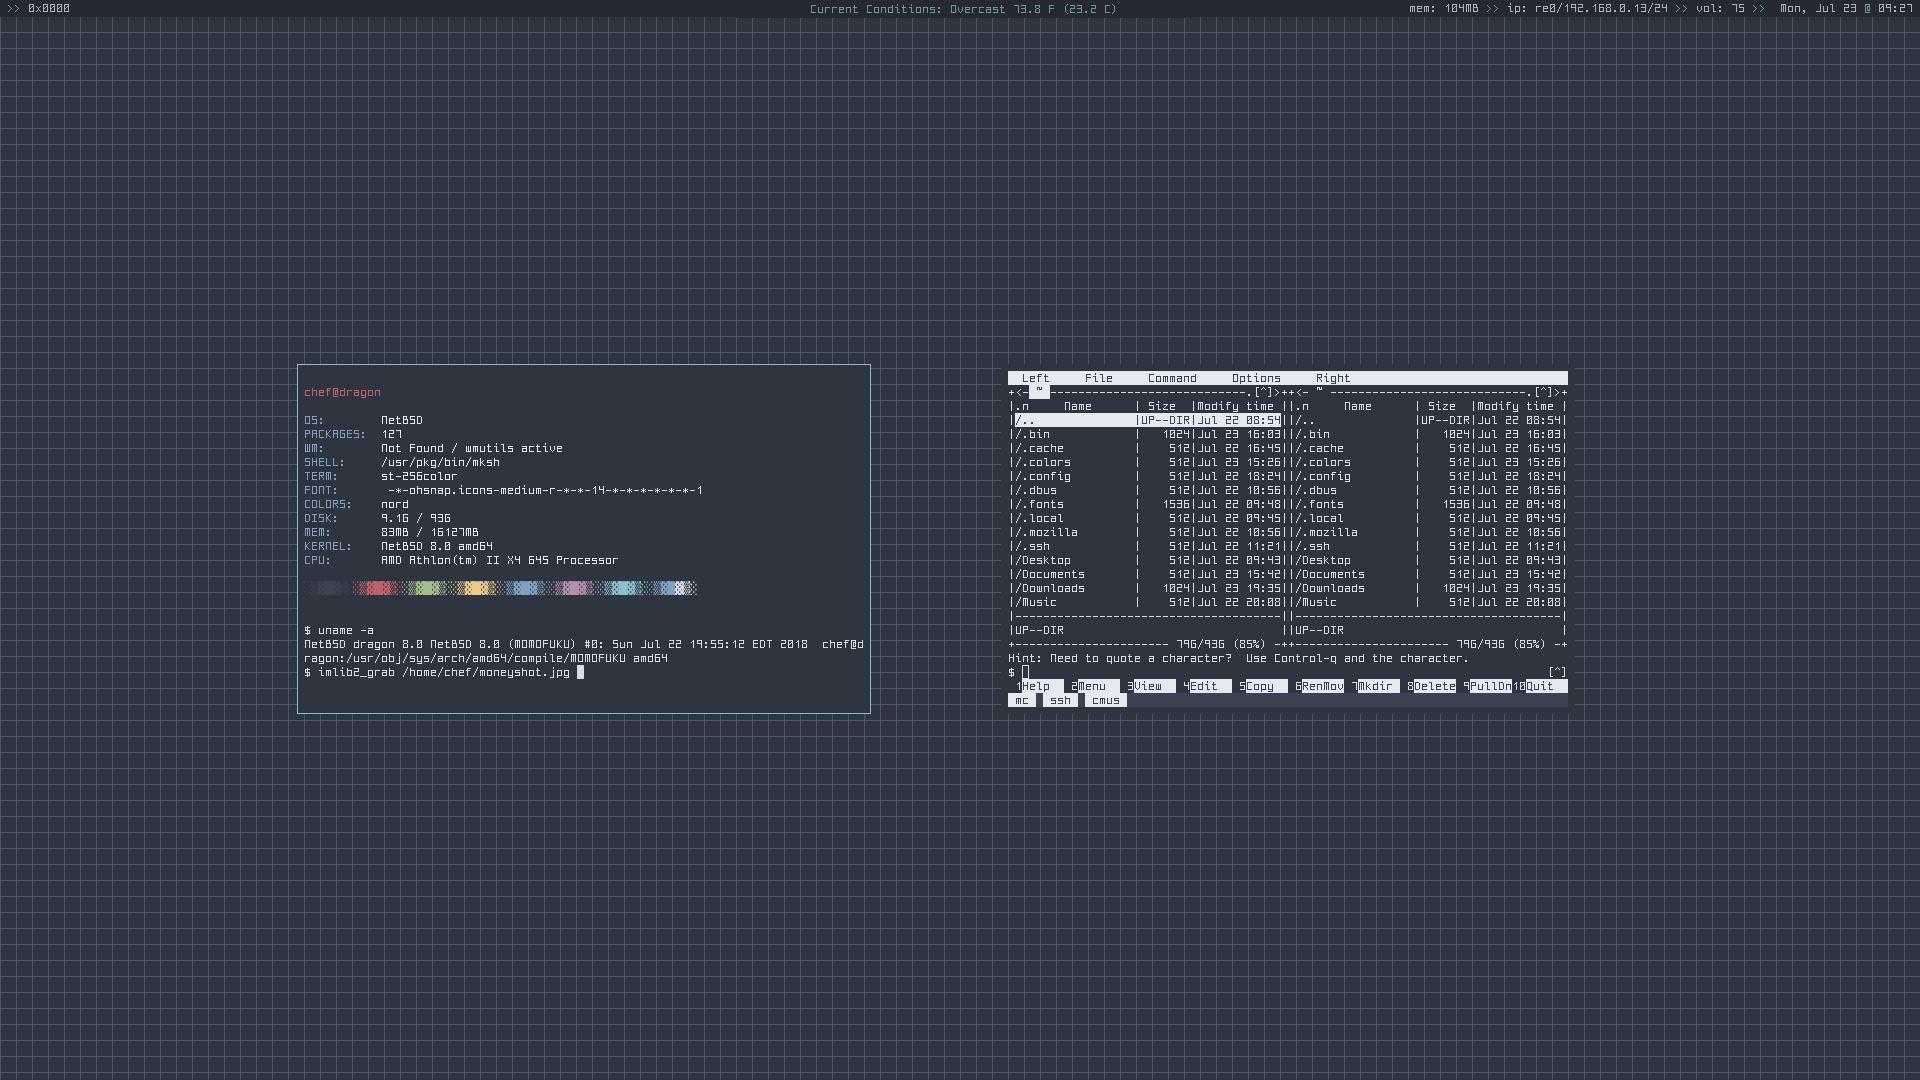 >> 0x0000
Current Conditions: Overcast 73.8 F (23.2 C)
mem: 104MB >> ip: re0/192.168.0.13/24 >> vol: 75 >> Mon, Jul 23 @ 09:27
chef@dragon
OS: NetBSD
PACKAGES: 127
WM: Not Found / wmutils active
SHELL: /usr/pkg/bin/mksh
TERM: st-256color
FONT: -*-ohsnap.icons-medium-r-*-*-14-*-*-*-*-*-*-1
COLORS: nord
DISK: 9.1G / 93G
MEM: 83MB / 16127MB
KERNEL: NetBSD 8.0 amd64
CPU: AMD Athlon(tm) II X4 645 Processor
$ uname -a
NetBSD dragon 8.0 NetBSD 8.0 (MOMOFUKU) #0: Sun Jul 22 19:55:12 EDT 2018  chef@d
ragon:/usr/obj/sys/arch/amd64/compile/MOMOFUKU amd64
$ imlib2_grab /home/chef/moneyshot.jpg
Left File Command Options Right
+<- ~ ----------------------------.[^]>++<- ~ ----------------------------.[^]>+
|.n Name | Size |Modify time ||.n Name | Size |Modify time |
|/.. |UP--DIR|Jul 22 08:54||/.. |UP--DIR|Jul 22 08:54|
|/.bin | 1024|Jul 23 16:03||/.bin | 1024|Jul 23 16:03|
|/.cache | 512|Jul 22 16:45||/.cache | 512|Jul 22 16:45|
|/.colors | 512|Jul 23 15:26||/.colors | 512|Jul 23 15:26|
|/.config | 512|Jul 22 18:24||/.config | 512|Jul 22 18:24|
|/.dbus | 512|Jul 22 10:56||/.dbus | 512|Jul 22 10:56|
|/.fonts | 1536|Jul 22 09:48||/.fonts | 1536|Jul 22 09:48|
|/.local | 512|Jul 22 09:45||/.local | 512|Jul 22 09:45|
|/.mozilla | 512|Jul 22 10:56||/.mozilla | 512|Jul 22 10:56|
|/.ssh | 512|Jul 22 11:21||/.ssh | 512|Jul 22 11:21|
|/Desktop | 512|Jul 22 09:43||/Desktop | 512|Jul 22 09:43|
|/Documents | 512|Jul 23 15:42||/Documents | 512|Jul 23 15:42|
|/Downloads | 1024|Jul 23 19:35||/Downloads | 1024|Jul 23 19:35|
|/Music | 512|Jul 22 20:08||/Music | 512|Jul 22 20:08|
|--------------------------------------||--------------------------------------|
|UP--DIR ||UP--DIR |
+---------------------- 79G/93G (85%) -++---------------------- 79G/93G (85%) -+
Hint: Need to quote a character?  Use Control-q and the character.
$ [^]
1Help 2Menu 3View 4Edit 5Copy 6RenMov 7Mkdir 8Delete 9PullDn 10Quit
mc ssh cmus